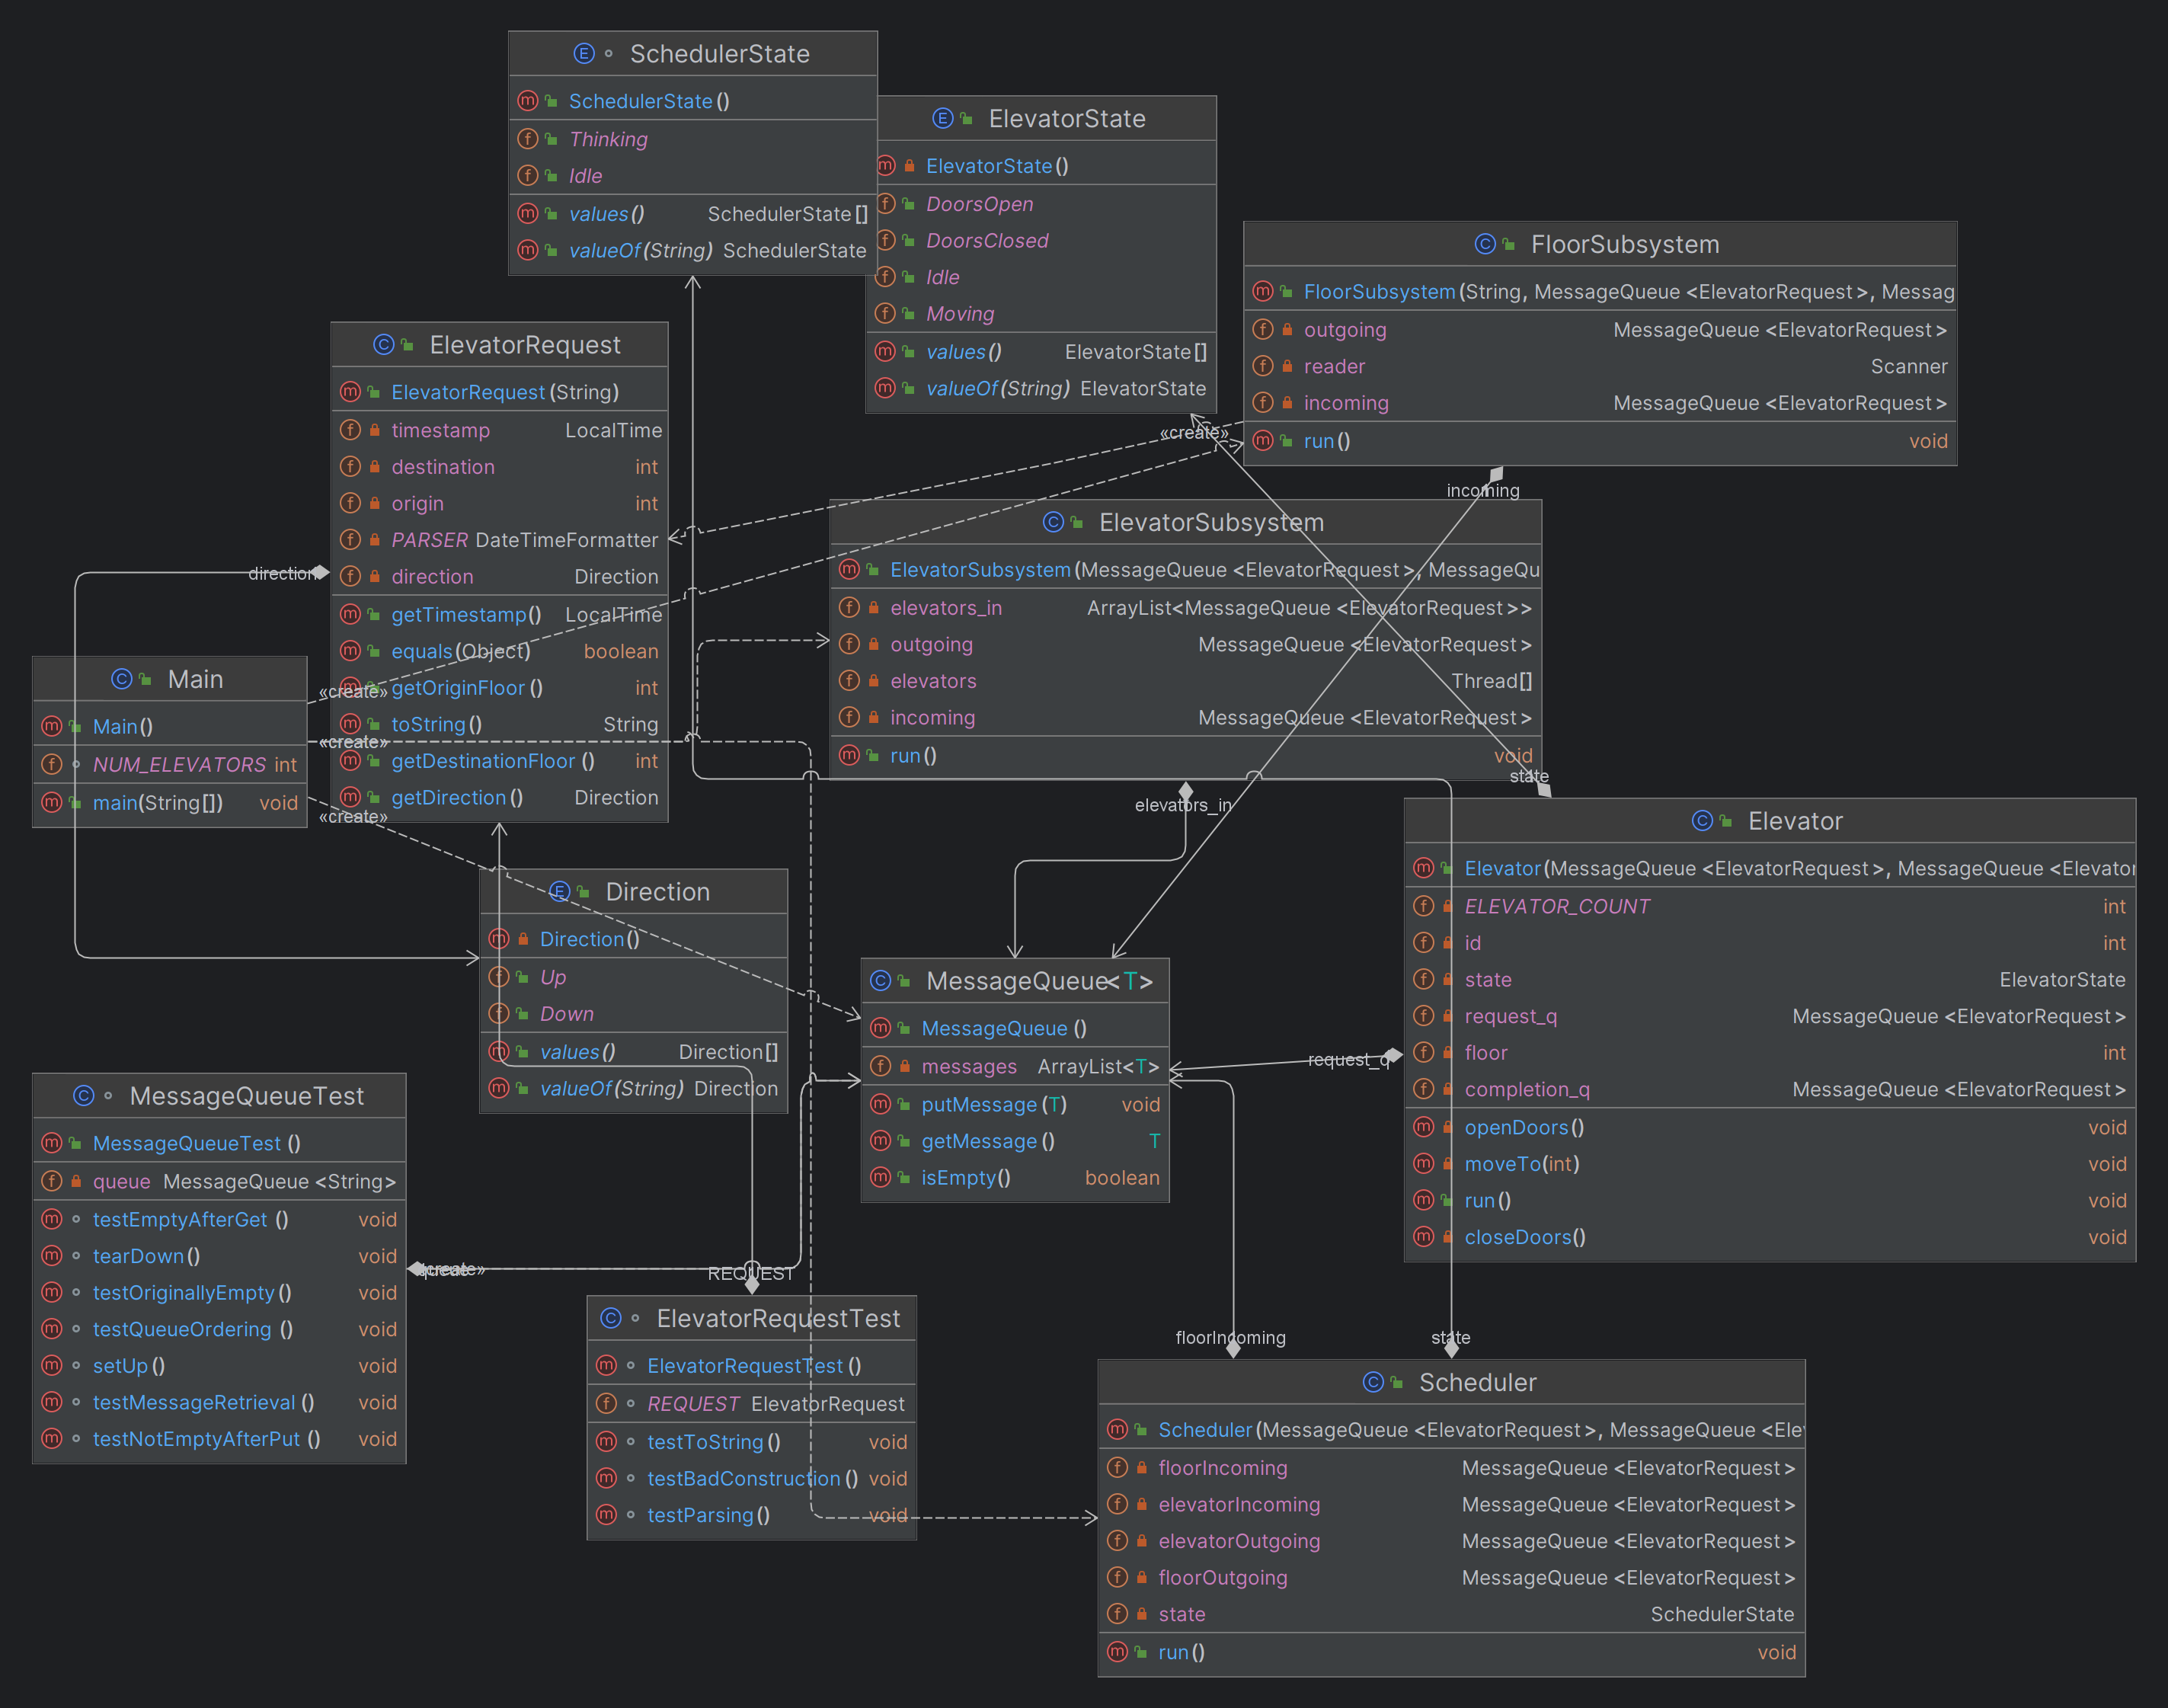 SchedulerState
SchedulerState()
Thinking
Idle
values() SchedulerState[]
valueOf(String) SchedulerState
ElevatorState
ElevatorState()
DoorsOpen
DoorsClosed
Idle
Moving
values() ElevatorState[]
valueOf(String) ElevatorState
FloorSubsystem
FloorSubsystem(String, MessageQueue<ElevatorRequest>, Messag
outgoing MessageQueue<ElevatorRequest>
reader Scanner
incoming MessageQueue<ElevatorRequest>
run() void
«create»
incoming
ElevatorRequest
ElevatorRequest(String)
timestamp LocalTime
destination int
origin int
PARSER DateTimeFormatter
direction Direction
getTimestamp() LocalTime
equals(Object) boolean
getOriginFloor() int
toString() String
getDestinationFloor() int
getDirection() Direction
direction
ElevatorSubsystem
ElevatorSubsystem(MessageQueue<ElevatorRequest>, MessageQu
elevators_in ArrayList<MessageQueue<ElevatorRequest>>
outgoing MessageQueue<ElevatorRequest>
elevators Thread[]
incoming MessageQueue<ElevatorRequest>
run() void
elevators_in
state
Main
Main()
NUM_ELEVATORS int
main(String[]) void
«create»
«create»
«create»
Elevator
Elevator(MessageQueue<ElevatorRequest>, MessageQueue<Elevator
ELEVATOR_COUNT int
id int
state ElevatorState
request_q MessageQueue<ElevatorRequest>
floor int
completion_q MessageQueue<ElevatorRequest>
openDoors() void
moveTo(int) void
run() void
closeDoors() void
request_q
Direction
Direction()
Up
Down
values() Direction[]
valueOf(String) Direction
MessageQueue<T>
MessageQueue()
messages ArrayList<T>
putMessage(T) void
getMessage() T
isEmpty() boolean
MessageQueueTest
MessageQueueTest()
queue MessageQueue<String>
testEmptyAfterGet() void
tearDown() void
testOriginallyEmpty() void
testQueueOrdering() void
setUp() void
testMessageRetrieval() void
testNotEmptyAfterPut() void
«create»
queue
REQUEST
ElevatorRequestTest
ElevatorRequestTest()
REQUEST ElevatorRequest
testToString() void
testBadConstruction() void
testParsing() void
floorIncoming
state
Scheduler
Scheduler(MessageQueue<ElevatorRequest>, MessageQueue<Ele
floorIncoming MessageQueue<ElevatorRequest>
elevatorIncoming MessageQueue<ElevatorRequest>
elevatorOutgoing MessageQueue<ElevatorRequest>
floorOutgoing MessageQueue<ElevatorRequest>
state SchedulerState
run() void